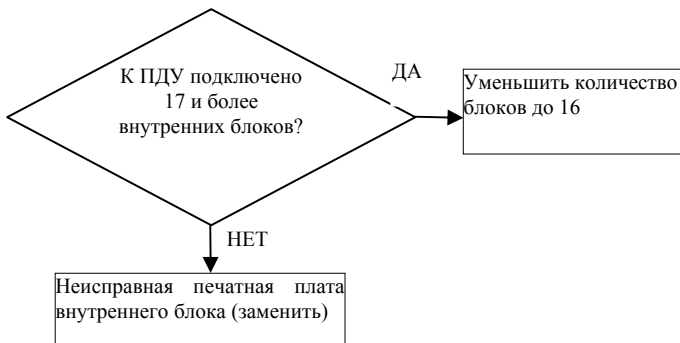 К ПДУ подключено
17 и более
внутренних блоков?
ДА
Уменьшить количество
блоков до 16
НЕТ
Неисправная печатная плата
внутреннего блока (заменить)